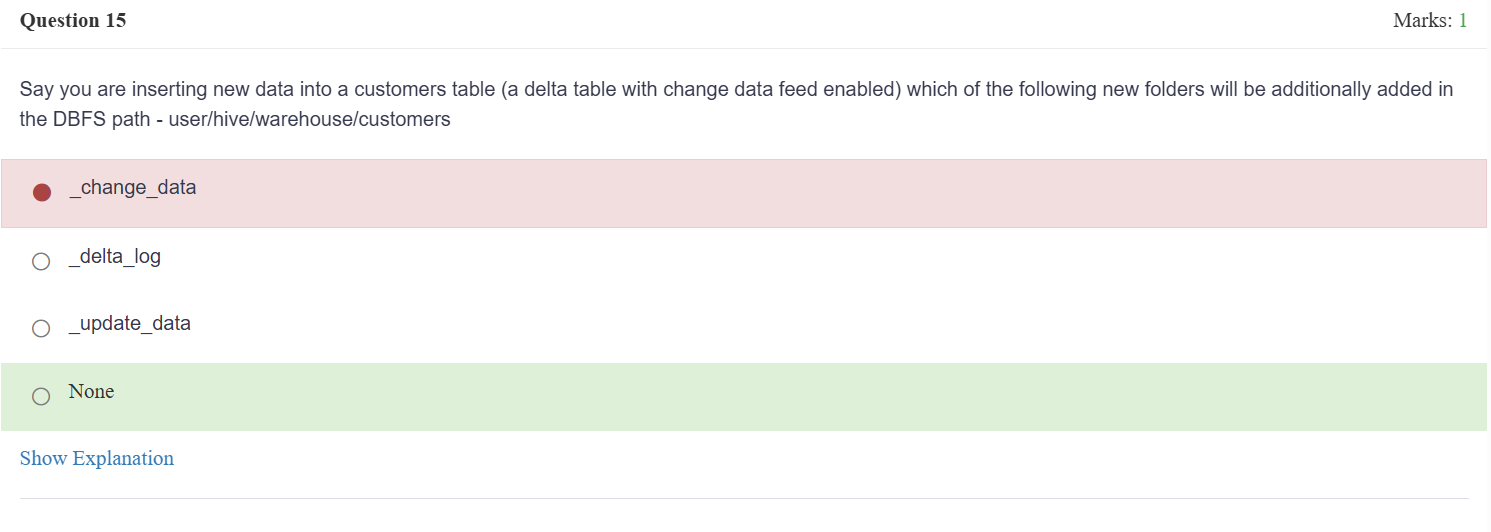 Question 15
Marks: 1
Say you are inserting new data into a customers table (a delta table with change data feed enabled) which of the following new folders will be additionally added in
the DBFS path - user/hive/warehouse/customers
_change_data
_delta_log
_update_data
None
Show Explanation